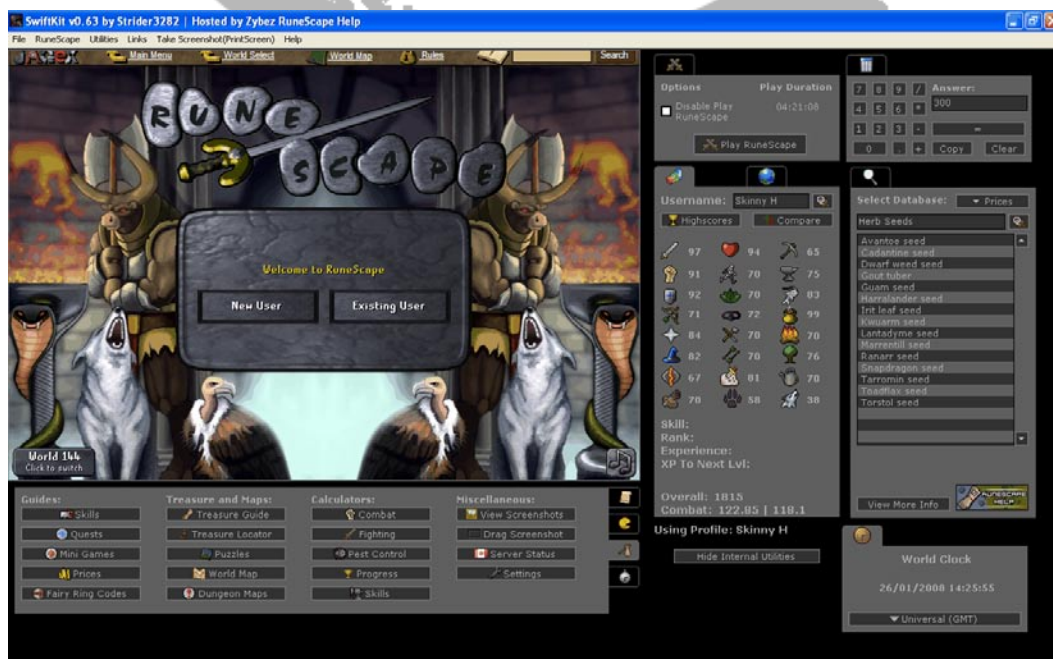 SwiftKit v0.63 by Strider3282 | Hosted by Zybez RuneScape Help
File RuneScape Utilities Links Take Screenshot(PrintScreen) Help
JAGEX Main Menu World Select World Map Rules Search
RUNE
SCAPE
Welcome to RuneScape
New User Existing User
World 144
Click to switch
Options Play Duration
Disable Play RuneScape 04:21:08
Play RuneScape
7 8 9 / Answer:
4 5 6 * 300
1 2 3 - =
0 . + Copy Clear
Username: Skinny H
Highscores Compare
97 94 65
91 70 75
92 70 83
71 72 99
84 70 70
82 70 76
67 81 70
70 58 38
Skill:
Rank:
Experience:
XP To Next Lvl:
Overall: 1815
Combat: 122.85 | 118.1
Select Database: Prices
Herb Seeds
Avantoe seed
Cadantine seed
Dwarf weed seed
Gout tuber
Guam seed
Harralander seed
Irit leaf seed
Kwuarm seed
Lantadyme seed
Marrentill seed
Ranarr seed
Snapdragon seed
Tarromin seed
Toadflax seed
Torstol seed
View More Info RUNESCAPE HELP
Guides: Treasure and Maps: Calculators: Miscellaneous:
Skills Treasure Guide Combat View Screenshots
Quests Treasure Locator Fighting Drag Screenshot
Mini Games Puzzles Pest Control Server Status
Prices World Map Progress Settings
Fairy Ring Codes Dungeon Maps Skills
Using Profile: Skinny H
Hide Internal Utilities
World Clock
26/01/2008 14:25:55
Universal (GMT)